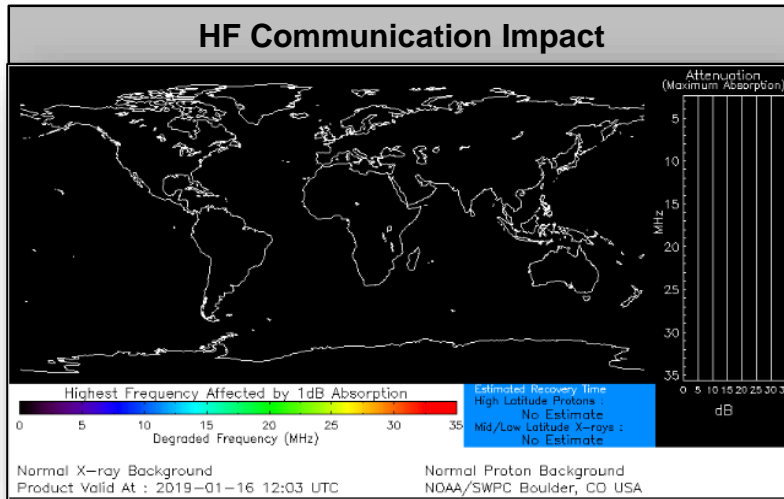 HF Communication Impact
Attenuation
(Maximum Absorption)
5
10
15
20
25
30
35
MHz
0 5 10 15 20 25 30 3
dB
Highest Frequency Affected by 1dB Absorption
0 5 10 15 20 25 30 35
Degraded Frequency (MHz)
Estimated Recovery Time
High Latitude Protons :
No Estimate
Mid/Low Latitude X-rays :
No Estimate
Normal X-ray Background
Normal Proton Background
Product Valid At : 2019-01-16 12:03 UTC
NOAA/SWPC Boulder, CO USA